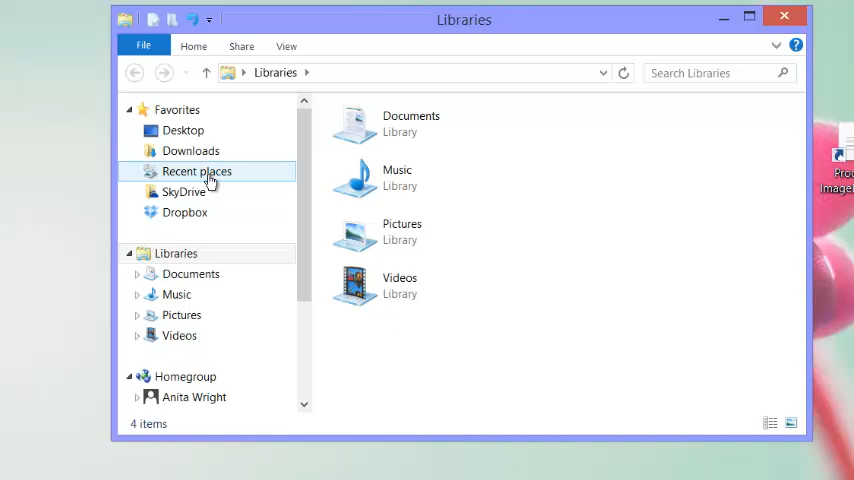 Libraries
File Home Share View
Libraries
Search Libraries
Favorites
Desktop
Downloads
Recent places
SkyDrive
Dropbox
Libraries
Documents
Music
Pictures
Videos
Homegroup
Anita Wright
Documents
Library
Music
Library
Pictures
Library
Videos
Library
4 items